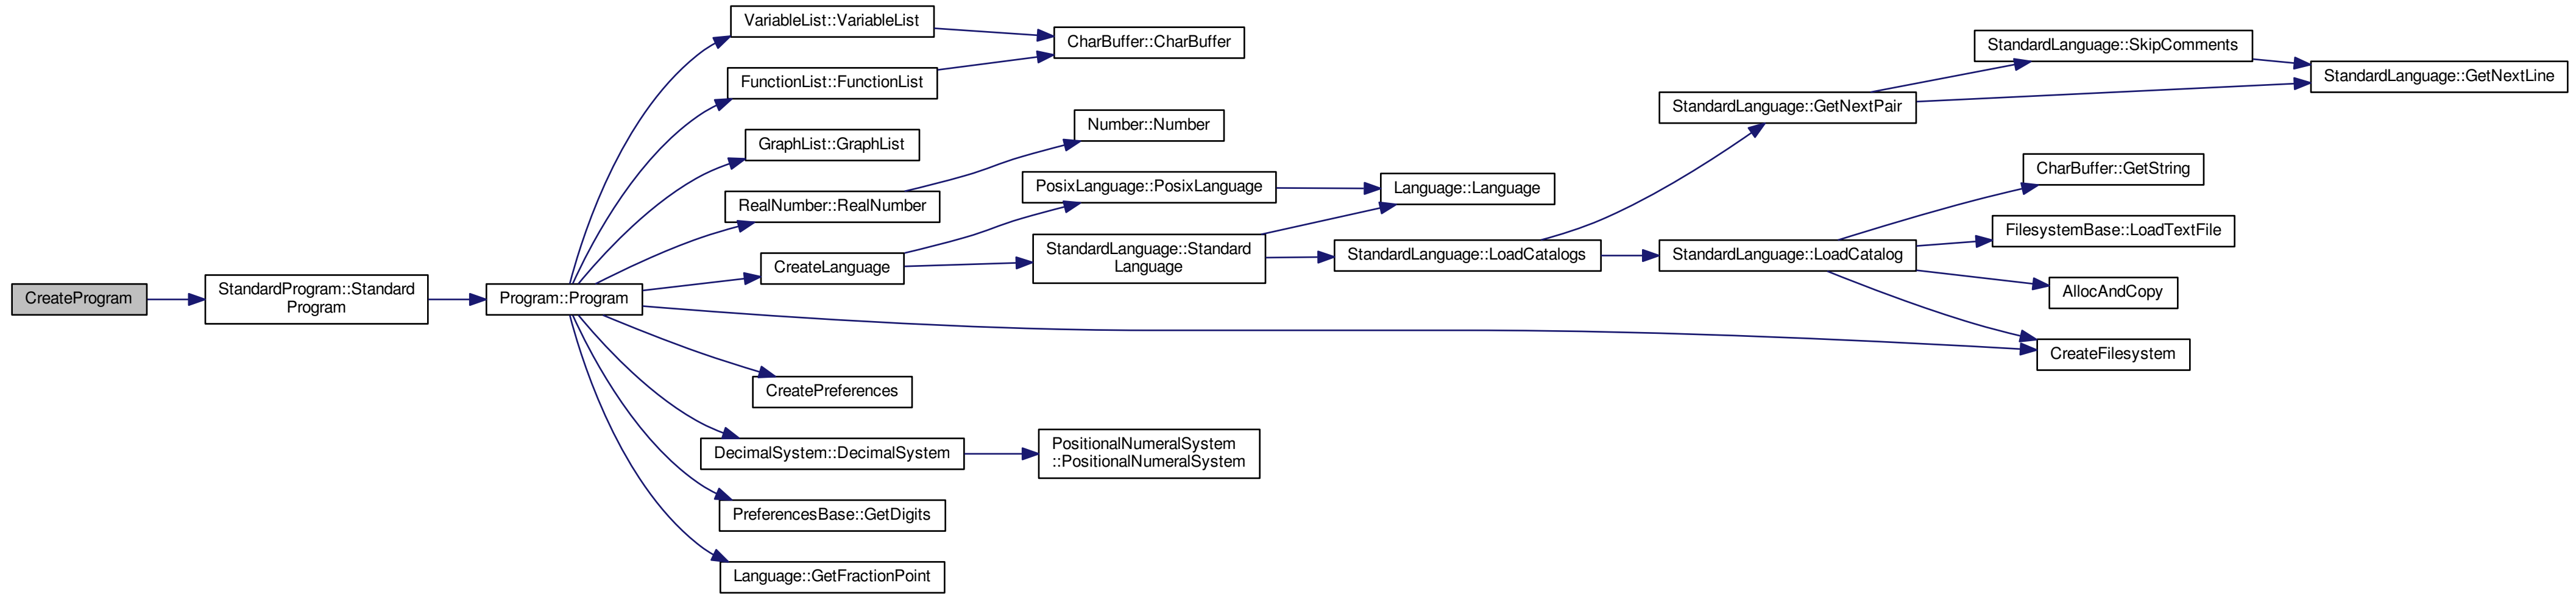 VariableList::VariableList
CharBuffer::CharBuffer
StandardLanguage::SkipComments
StandardLanguage::GetNextLine
FunctionList::FunctionList
StandardLanguage::GetNextPair
Number::Number
GraphList::GraphList
CharBuffer::GetString
PosixLanguage::PosixLanguage
Language::Language
RealNumber::RealNumber
FilesystemBase::LoadTextFile
StandardLanguage::Standard
Language
StandardLanguage::LoadCatalogs
StandardLanguage::LoadCatalog
CreateLanguage
AllocAndCopy
CreateProgram
StandardProgram::Standard
Program
Program::Program
CreateFilesystem
CreatePreferences
DecimalSystem::DecimalSystem
PositionalNumeralSystem
::PositionalNumeralSystem
PreferencesBase::GetDigits
Language::GetFractionPoint